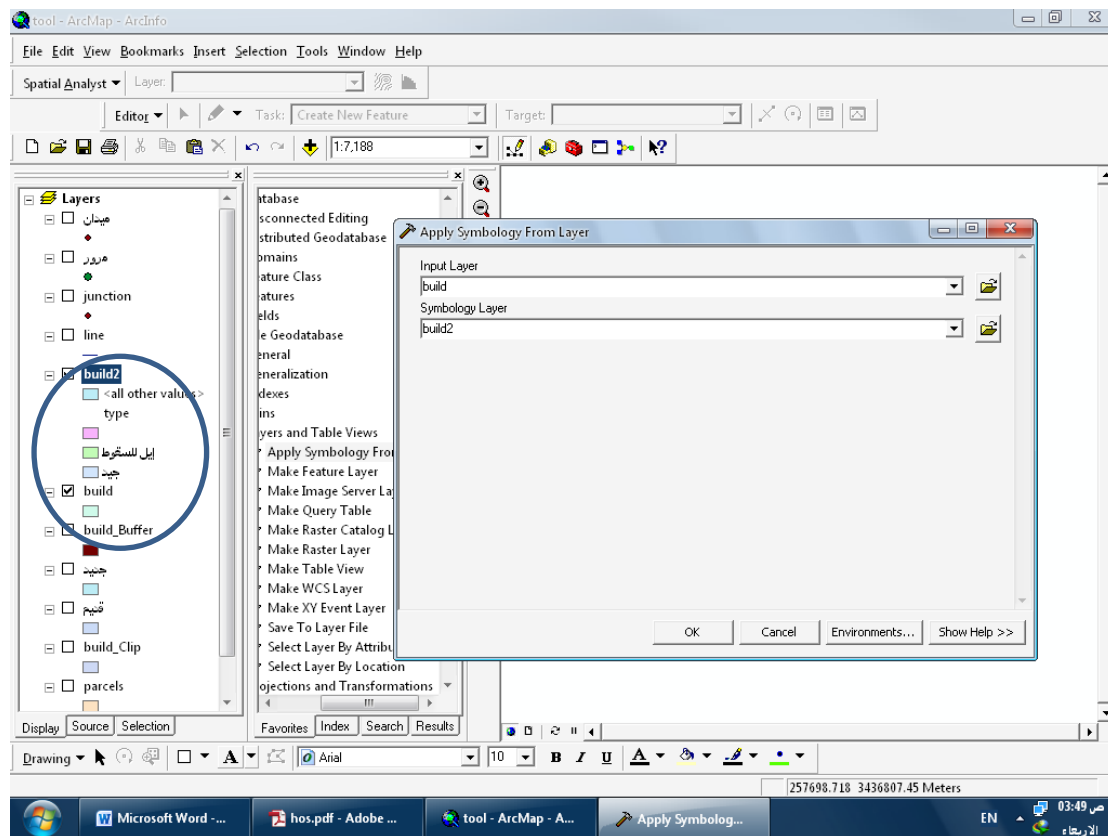 tool - ArcMap - ArcInfo
File Edit View Bookmarks Insert Selection Tools Window Help
Spatial Analyst Layer:
Editor Task: Create New Feature Target:
1:7,188
Layers
ميدان
مرور
junction
line
build2
<all other values>
type
إيل للسقوط
جيد
build
build_Buffer
جديد
قديم
build_Clip
parcels
Display Source Selection
atabase
sconnected Editing
stributed Geodatabase
omains
eature Class
atures
elds
e Geodatabase
eneral
eneralization
dexes
ins
yers and Table Views
Apply Symbology Fro
Make Feature Layer
Make Image Server La
Make Query Table
Make Raster Catalog L
Make Raster Layer
Make Table View
Make WCS Layer
Make XY Event Layer
Save To Layer File
Select Layer By Attribu
Select Layer By Location
ojections and Transformations
Favorites Index Search Results
Apply Symbology From Layer
Input Layer
build
Symbology Layer
build2
OK Cancel Environments... Show Help >>
Drawing A Arial 10 B I U A
257698.718 3436807.45 Meters
Microsoft Word -... hos.pdf - Adobe ... tool - ArcMap - A... Apply Symbolog... EN 03:49 ص
الاربعاء